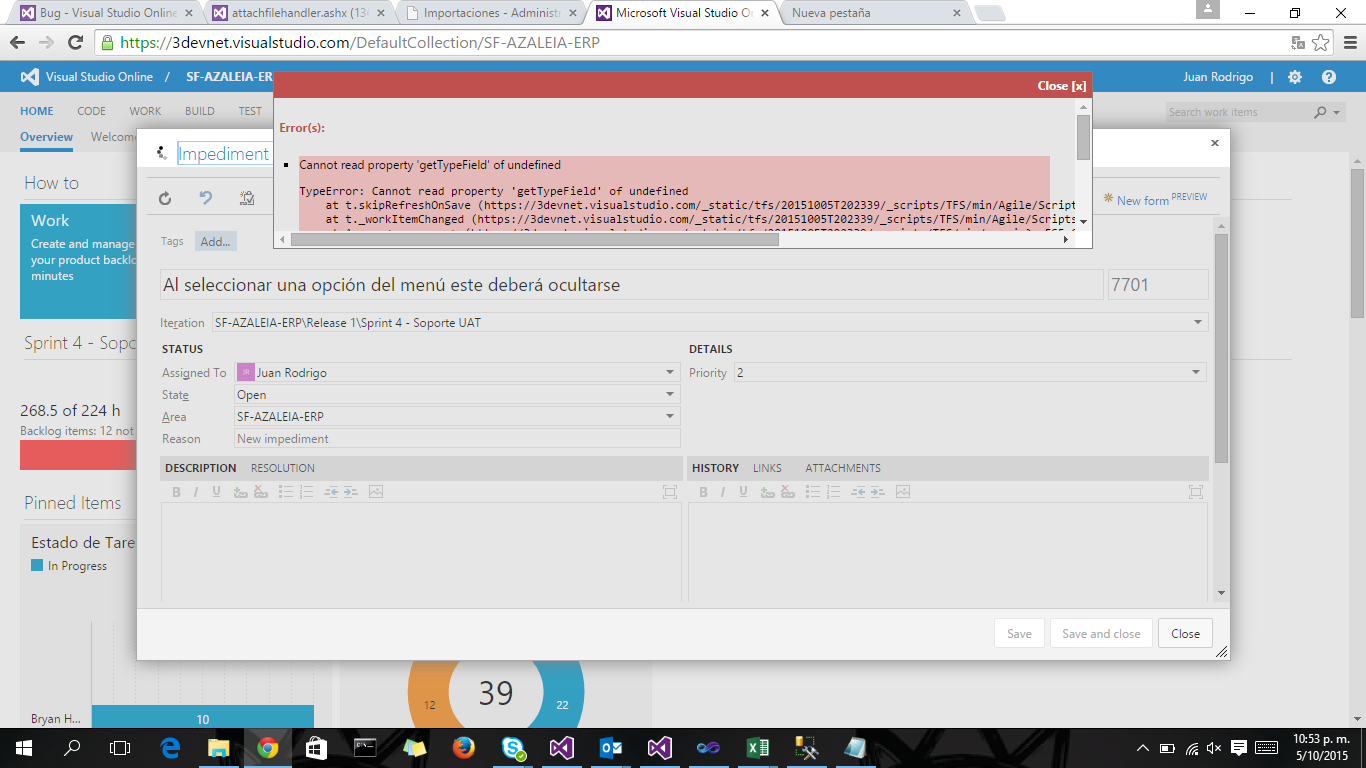 Bug - Visual Studio Online
attachfilehandler.ashx (136
Importaciones - Administr
Microsoft Visual Studio O
Nueva pestaña
https://3devnet.visualstudio.com/DefaultCollection/SF-AZALEIA-ERP
Visual Studio Online / SF-AZALEIA-ER
Juan Rodrigo
HOME CODE WORK BUILD TEST
Search work items
Overview Welcom
Close [x]
Error(s):
Cannot read property 'getTypeField' of undefined
TypeError: Cannot read property 'getTypeField' of undefined
at t.skipRefreshOnSave (https://3devnet.visualstudio.com/_static/tfs/20151005T202339/_scripts/TFS/min/Agile/Script
at t._workItemChanged (https://3devnet.visualstudio.com/_static/tfs/20151005T202339/_scripts/TFS/min/Agile/Scripts
Impediment
New form PREVIEW
Tags Add...
Al seleccionar una opción del menú este deberá ocultarse
7701
Iteration SF-AZALEIA-ERP\Release 1\Sprint 4 - Soporte UAT
STATUS
DETAILS
Assigned To JR Juan Rodrigo
Priority 2
State Open
Area SF-AZALEIA-ERP
Reason New impediment
DESCRIPTION RESOLUTION
HISTORY LINKS ATTACHMENTS
B I U
B I U
Save
Save and close
Close
How to
Work
Create and manage
your product backlo
minutes
Sprint 4 - Sopo
268.5 of 224 h
Backlog items: 12 not
Pinned Items
Estado de Tare
In Progress
Bryan H...
10
12
39
22
10:53 p. m.
5/10/2015